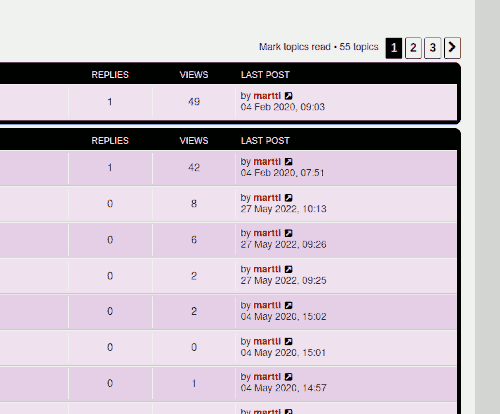 Mark topics read • 55 topics 1 2 3
REPLIES VIEWS LAST POST
1 49 by martti
04 Feb 2020, 09:03
REPLIES VIEWS LAST POST
1 42 by martti
04 Feb 2020, 07:51
0 8 by martti
27 May 2022, 10:13
0 6 by martti
27 May 2022, 09:26
0 2 by martti
27 May 2022, 09:25
0 2 by martti
04 May 2020, 15:02
0 0 by martti
04 May 2020, 15:01
0 1 by martti
04 May 2020, 14:57
by martti